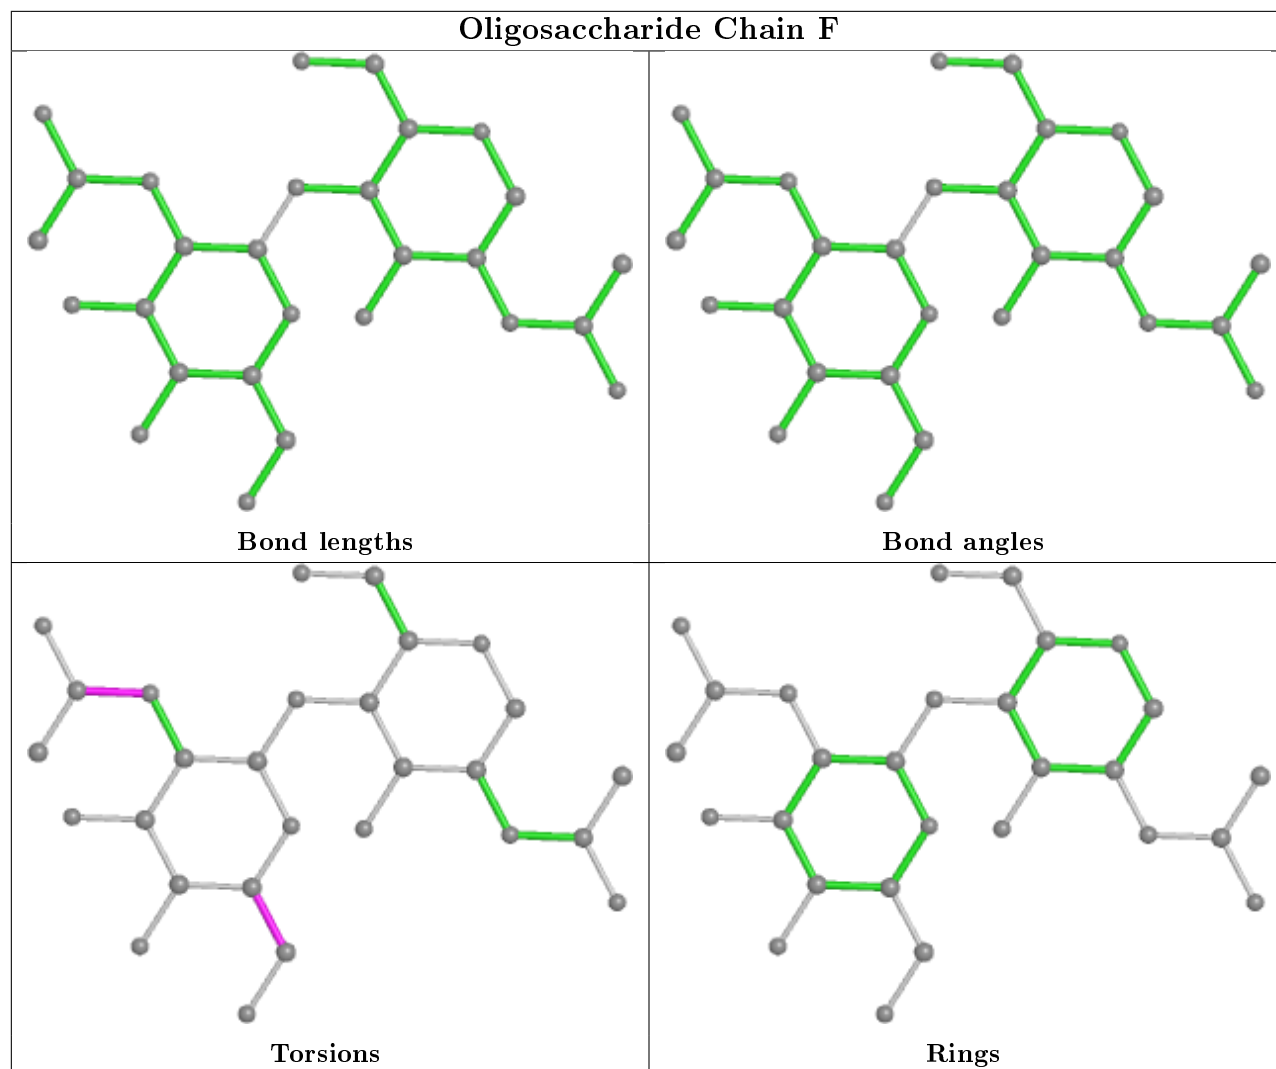 Oligosaccharide Chain F
Bond lengths
Bond angles
Torsions
Rings